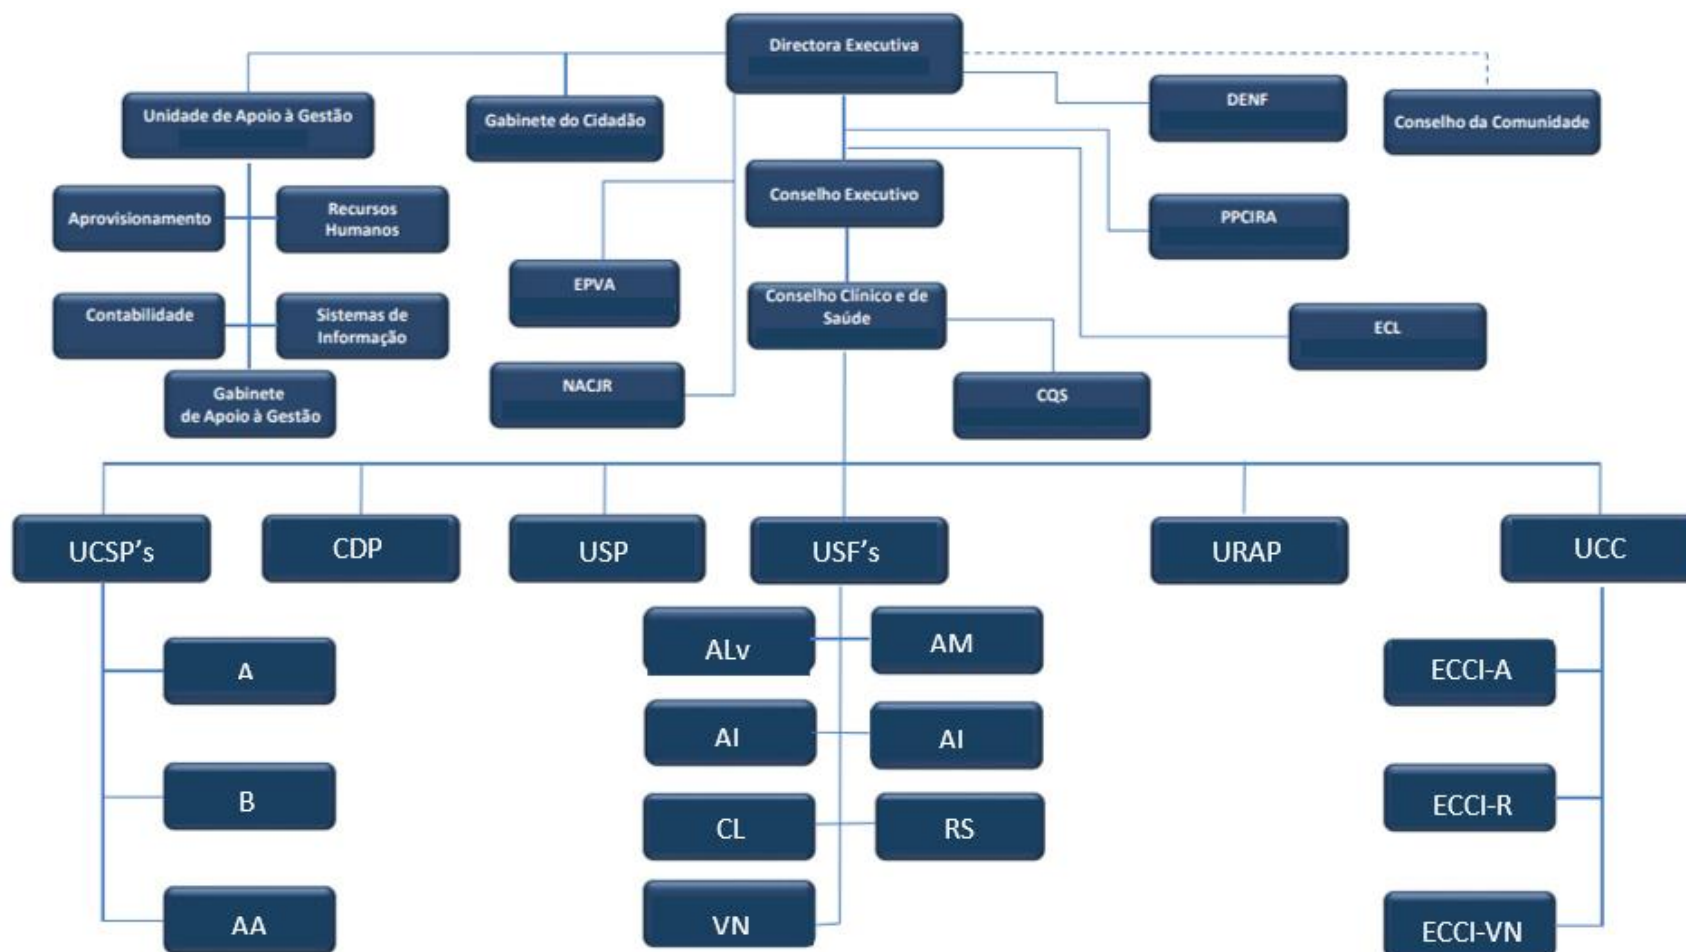 Directora Executiva
Unidade de Apoio à Gestão
Gabinete do Cidadão
DENF
Conselho da Comunidade
Aprovisionamento
Recursos
Humanos
Conselho Executivo
PPCIRA
EPVA
Contabilidade
Sistemas de
Informação
Conselho Clínico e de
Saúde
ECL
Gabinete
de Apoio à Gestão
NACJR
CQS
UCSP's
CDP
USP
USF's
URAP
UCC
ALv
AM
A
ECCI-A
AI
AI
B
ECCI-R
CL
RS
AA
VN
ECCI-VN